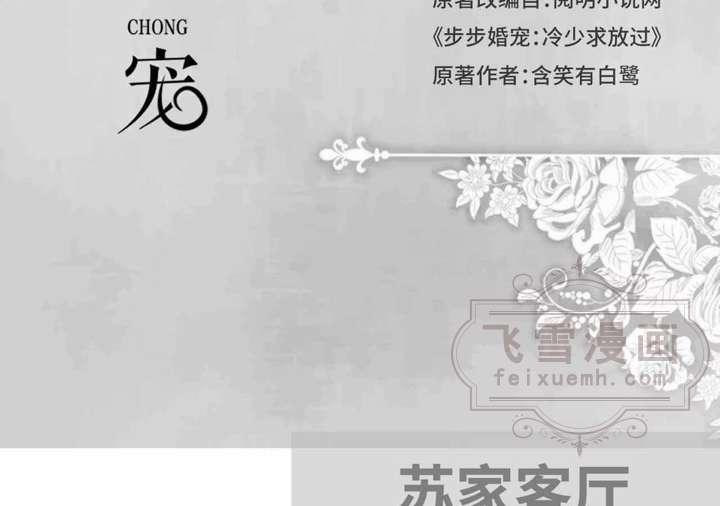 CHONG
宠
原著改编自：阅明小说网
《步步婚宠：冷少求放过》
原著作者：含笑有白鹭
飞雪漫画
feixuemh.com
苏家客厅